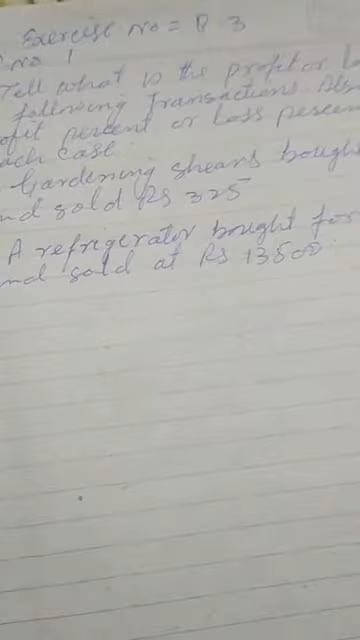 Exercise No = 8 3
no 1
Tell what is the profit or
following transactions Also
percent or loss percent
each case
Gardening shears bought
and sold Rs 325
A refrigerator bought for
and sold at Rs 13500